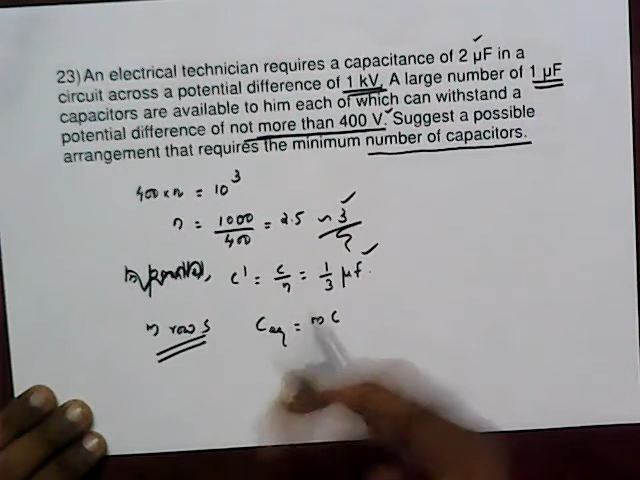 23) An electrical technician requires a capacitance of 2 μF in a
circuit across a potential difference of 1 kV. A large number of 1 μF
capacitors are available to him each of which can withstand a
potential difference of not more than 400 V. Suggest a possible
arrangement that requires the minimum number of capacitors.
400 × n = 10³
n = 1000/400 = 2.5 ~ 3
C' = C/n = 1/3 μf.
m rows Ceq = m C